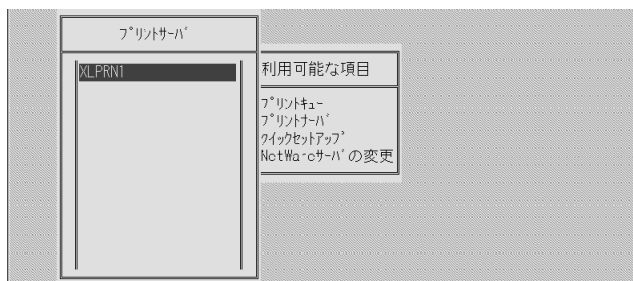 プリントサーバ
XLPRN1
利用可能な項目
プリントキュー
プリントサーバ
クイックセットアップ
NetWareサーバの変更